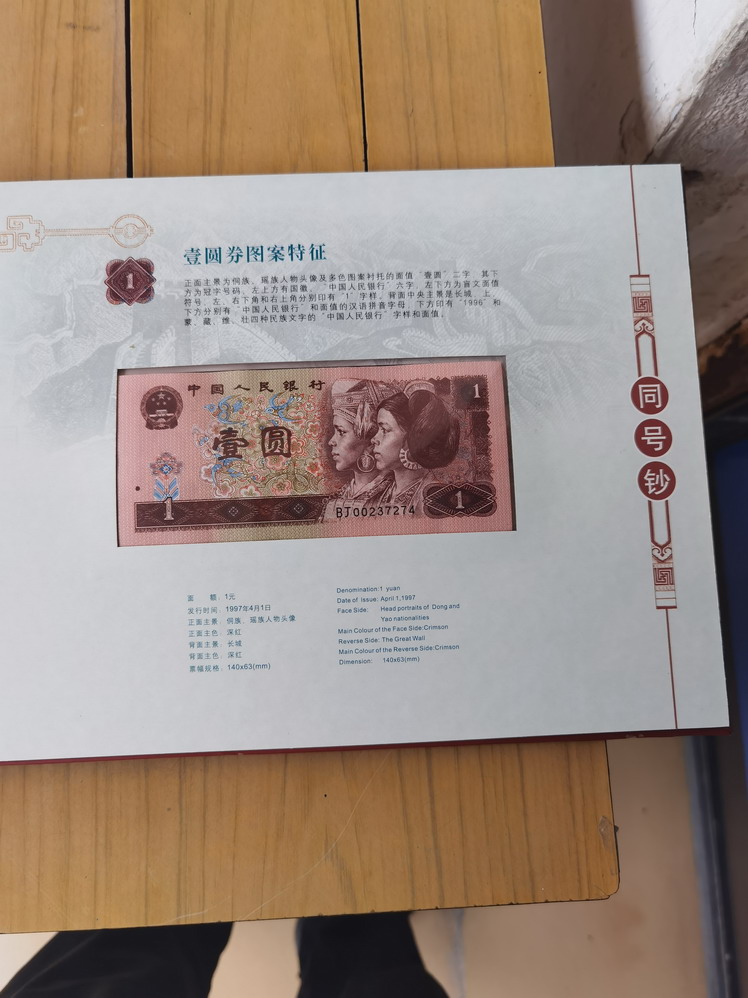 壹圆券图案特征
1
正面主景为侗族、瑶族人物头像及多色图案衬托的面值“壹圆”二字，其下
方为冠字号码，左上方有国徽，“中国人民银行”六字，左下方为盲文面值
符号，左、右下角和右上角分别印有“1”字样。背面中央主景是长城，上、
下方分别有“中国人民银行”和面值的汉语拼音字母，下方印有“1996”和
蒙、藏、维、壮四种民族文字的“中国人民银行”字样和面值。
中国人民银行
1
壹圆
1
1
BJ00237274
同号钞
面 额：1元
发行时间：1997年4月1日
正面主景：侗族、瑶族人物头像
正面主色：深红
背面主景：长城
背面主色：深红
票幅规格：140x63(mm)
Denomination:1 yuan
Date of Issue: April 1,1997
Face Side: Head portraits of Dong and
Yao nationalities
Main Colour of the Face Side:Crimson
Reverse Side: The Great Wall
Main Colour of the Reverse Side:Crimson
Dimension: 140x63(mm)